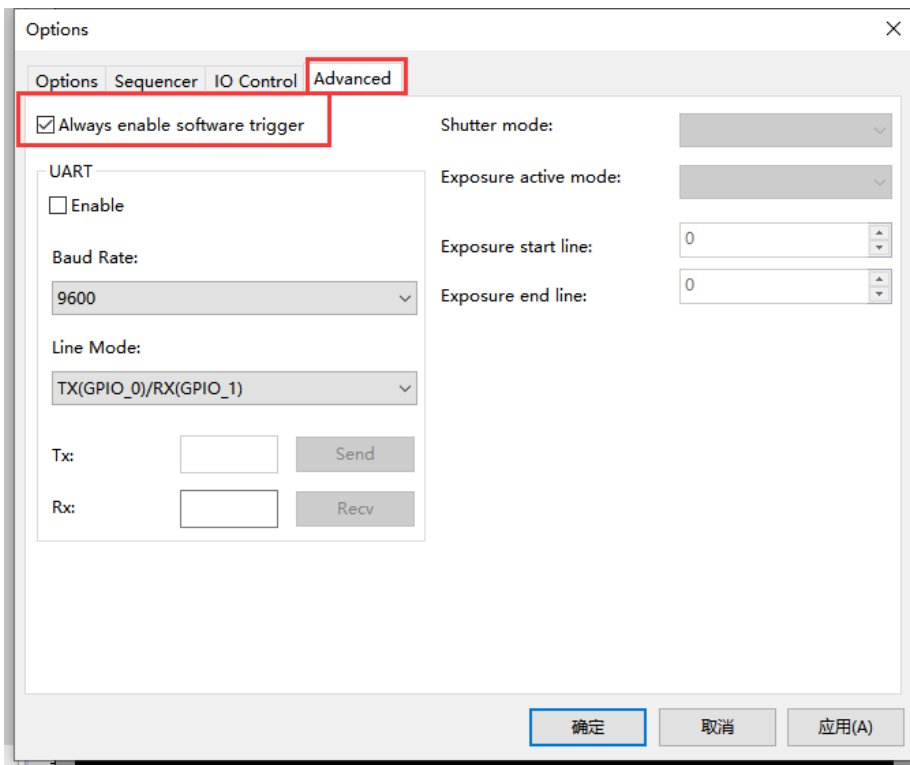 Options
Options Sequencer IO Control Advanced
Always enable software trigger
Shutter mode:
UART
Exposure active mode:
Enable
Exposure start line: 0
Baud Rate:
Exposure end line: 0
9600
Line Mode:
TX(GPIO_0)/RX(GPIO_1)
Tx: Send
Rx: Recv
确定 取消 应用(A)